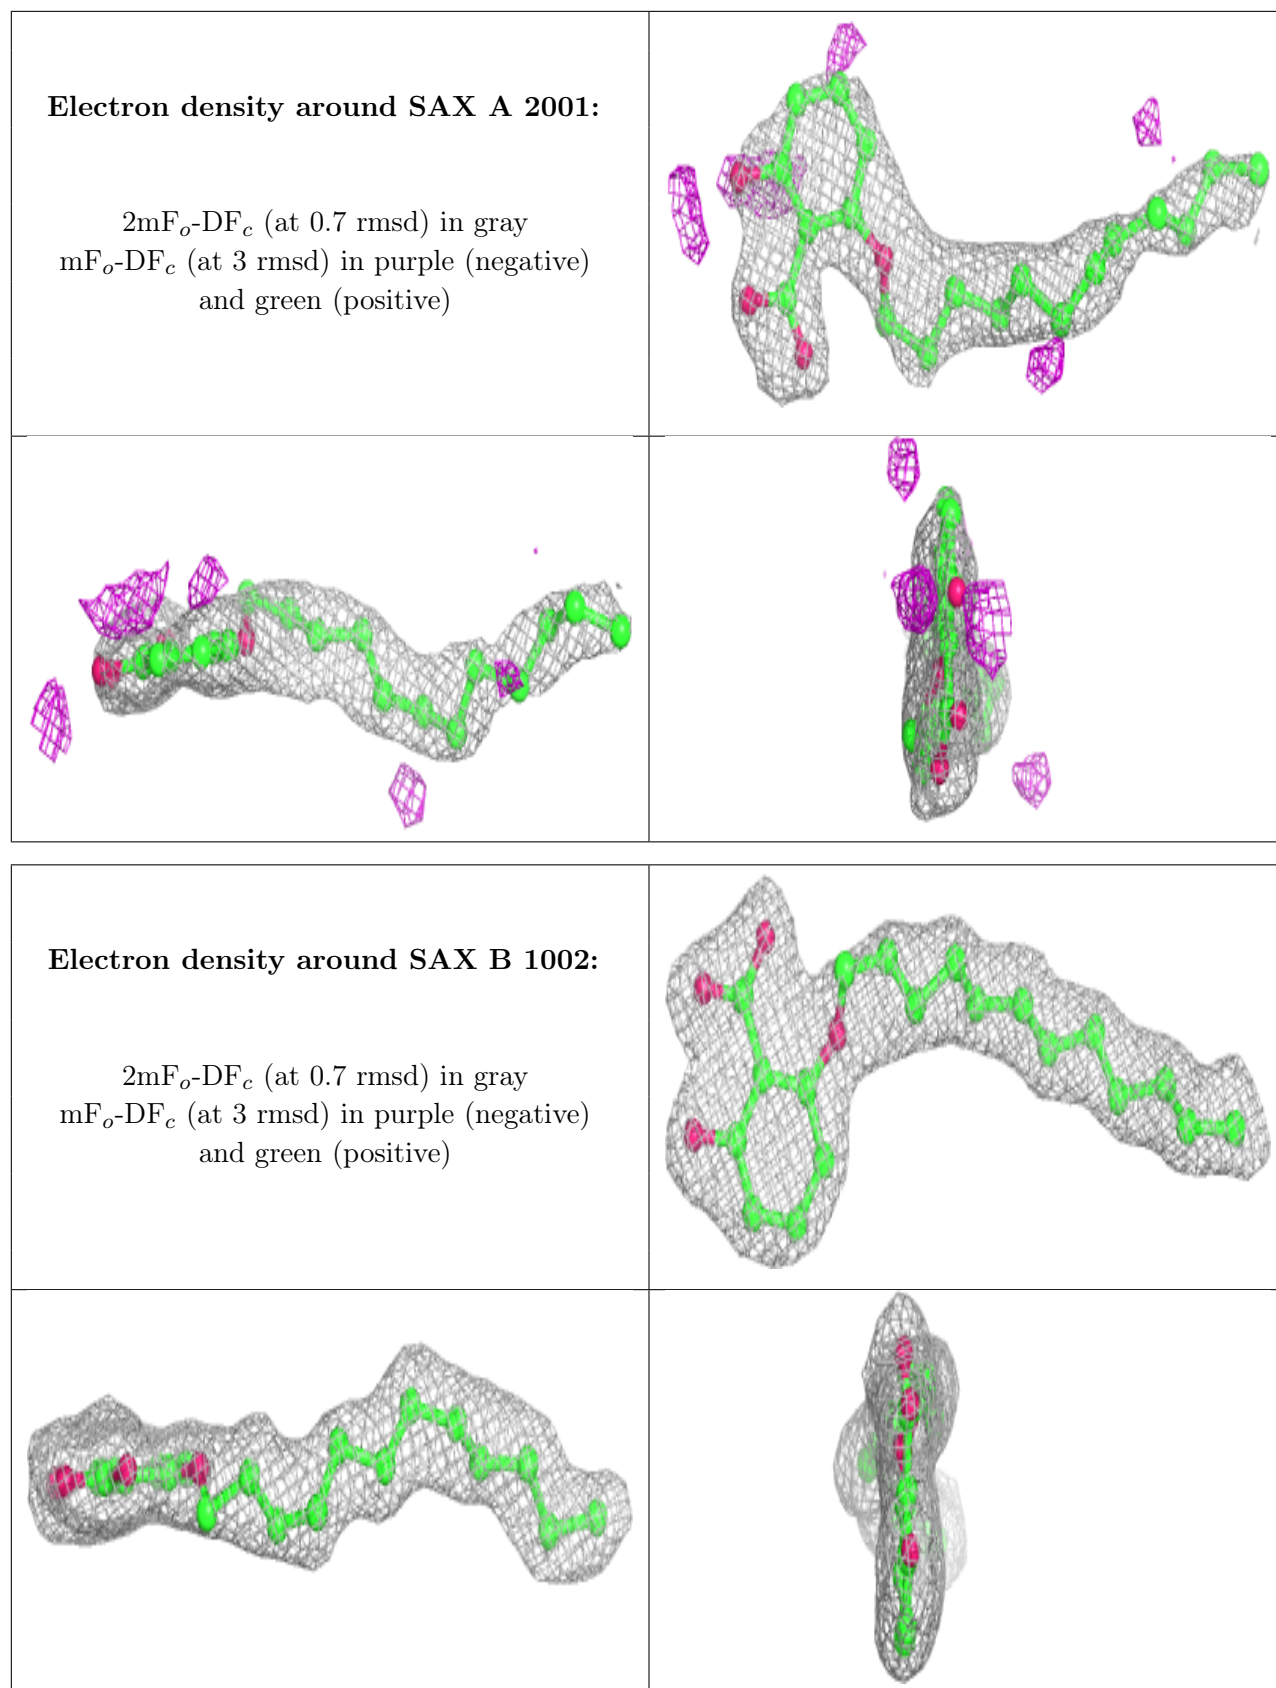 Electron density around SAX A 2001:
2mFo-DFc (at 0.7 rmsd) in gray
mFo-DFc (at 3 rmsd) in purple (negative)
and green (positive)
Electron density around SAX B 1002:
2mFo-DFc (at 0.7 rmsd) in gray
mFo-DFc (at 3 rmsd) in purple (negative)
and green (positive)